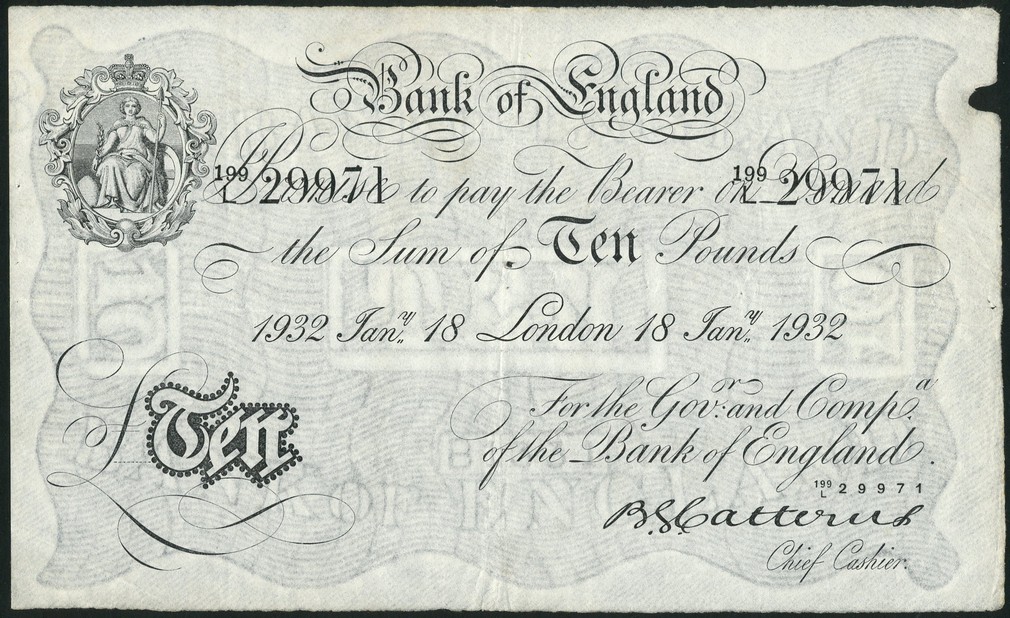 Bank of England
199/L 29971 199/L 29971
I Promise to pay the Bearer on Demand
the Sum of Ten Pounds
1932 Jany. 18 London 18 Jany. 1932
For the Govr: and Compa.
of the Bank of England.
£Ten
199/L 29971
B.G. Catterns
Chief Cashier.